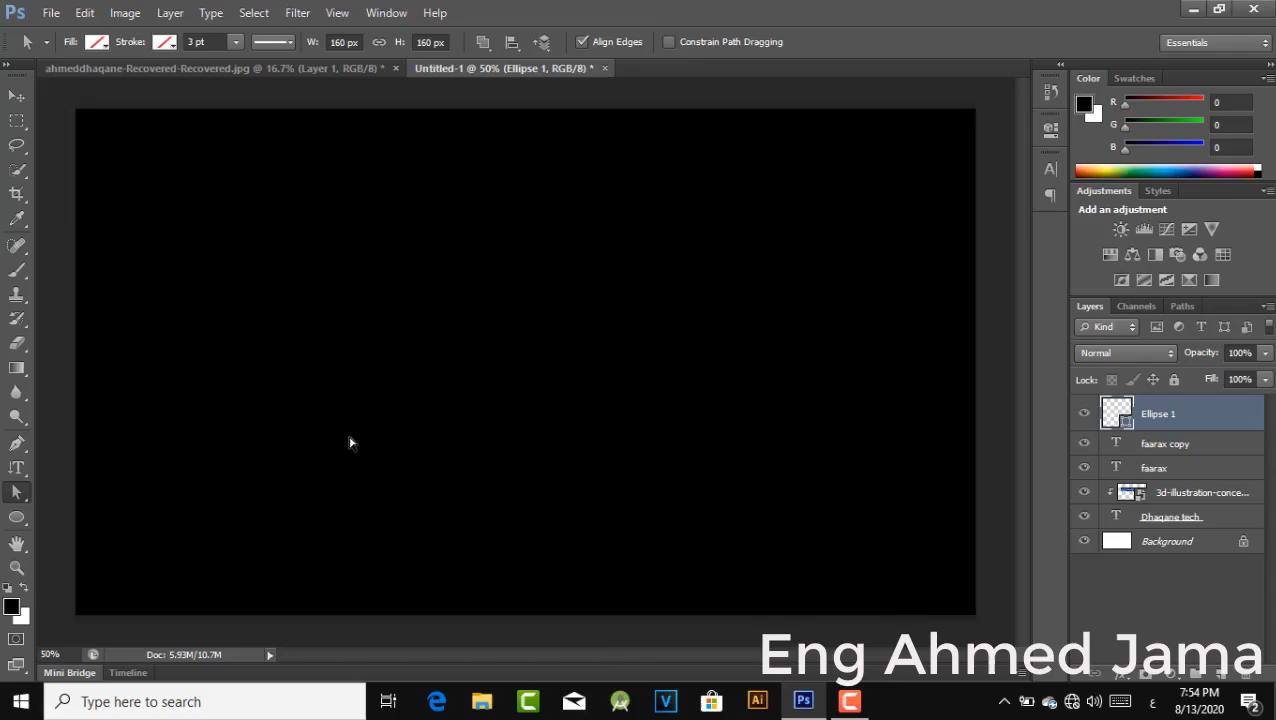 Ps File Edit Image Layer Type Select Filter View Window Help
Fill: Stroke: 3 pt W: 160 px H: 160 px Align Edges Constrain Path Dragging Essentials
ahmeddhaqane-Recovered-Recovered.jpg @ 16.7% (Layer 1, RGB/8) * × Untitled-1 @ 50% (Ellipse 1, RGB/8) * ×
Color Swatches
R 0
G 0
B 0
Adjustments Styles
Add an adjustment
Layers Channels Paths
Kind
Normal Opacity: 100%
Lock: Fill: 100%
Ellipse 1
T faarax copy
T faarax
3d-illustration-conce...
T Dhaqane tech
Background
50% Doc: 5.93M/10.7M
Mini Bridge Timeline
Eng Ahmed Jama
Type here to search
Ai Ps
ع
7:54 PM
8/13/2020
2